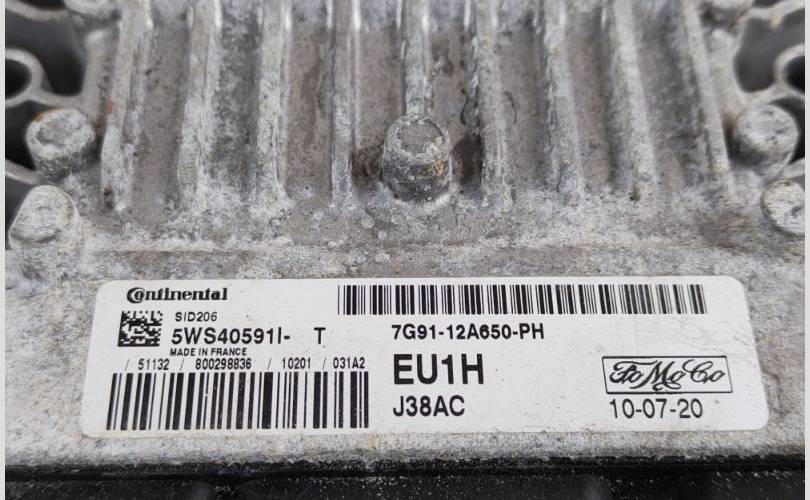 Continental
SID206
5WS40591I- T
MADE IN FRANCE
/ 51132 / 800298836 / 10201 / 031A2
7G91-12A650-PH
EU1H
J38AC
FoMoCo
10-07-20